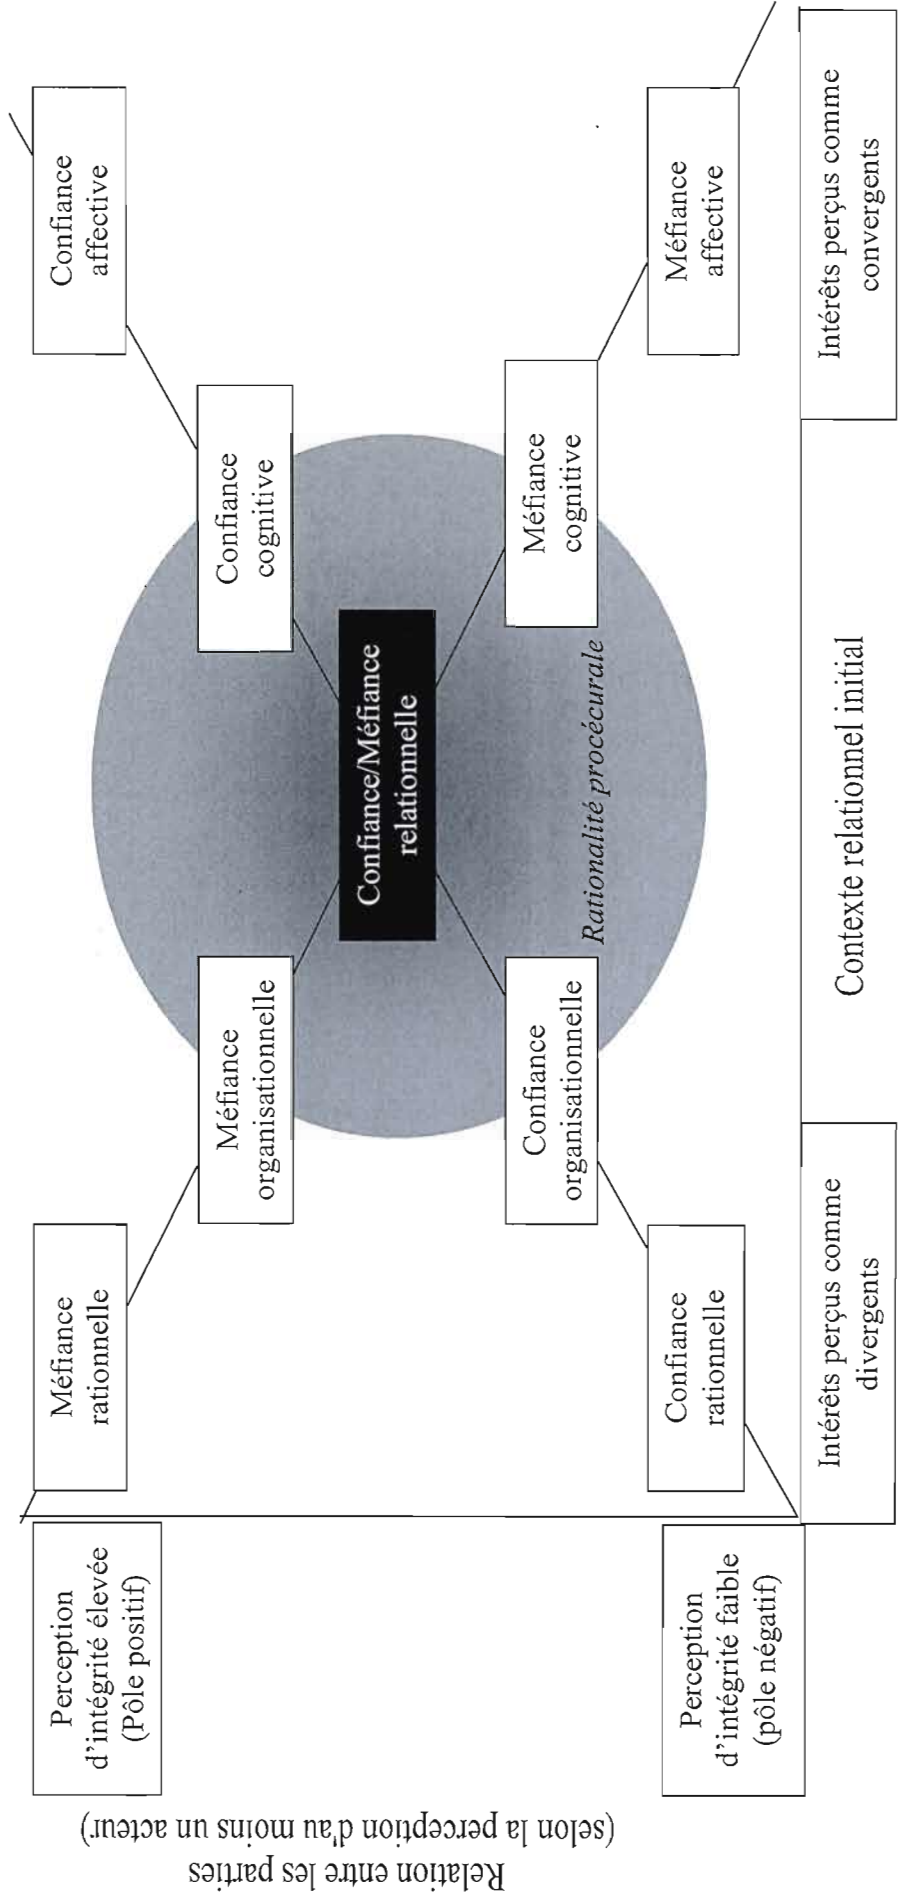 Relation entre les parties
(selon la perception d'au moins un acteur)
Perception
d'intégrité élevée
(Pôle positif)
Méfiance
rationnelle
Confiance
affective
Méfiance
organisationnelle
Confiance
cognitive
Confiance/Méfiance
relationnelle
Confiance
organisationnelle
Rationalité procécurale
Méfiance
cognitive
Perception
d'intégrité faible
(pôle négatif)
Confiance
rationnelle
Méfiance
affective
Intérêts perçus comme
divergents
Contexte relationnel initial
Intérêts perçus comme
convergents